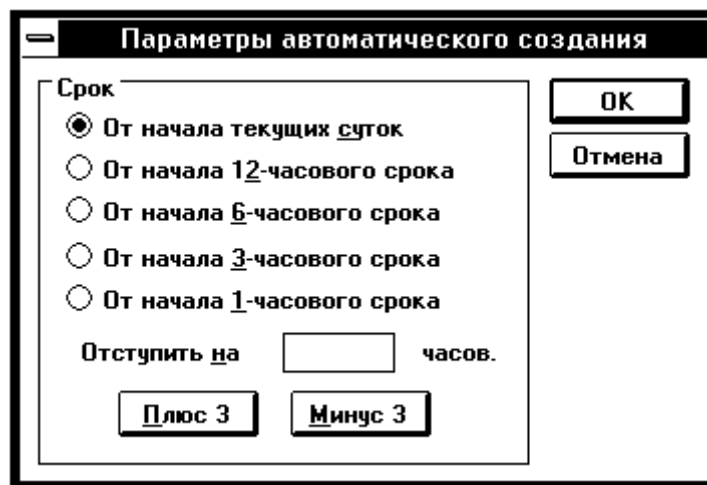 Параметры автоматического создания
Срок
От начала текущих суток
От начала 12-часового срока
От начала 6-часового срока
От начала 3-часового срока
От начала 1-часового срока
Отступить на часов.
Плюс 3 Минус 3
OK
Отмена